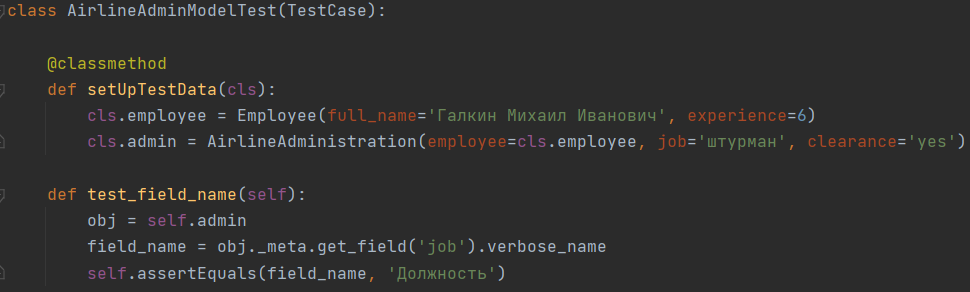 class AirlineAdminModelTest(TestCase):
@classmethod
def setUpTestData(cls):
cls.employee = Employee(full_name='Галкин Михаил Иванович', experience=6)
cls.admin = AirlineAdministration(employee=cls.employee, job='штурман', clearance='yes')
def test_field_name(self):
obj = self.admin
field_name = obj._meta.get_field('job').verbose_name
self.assertEquals(field_name, 'Должность')